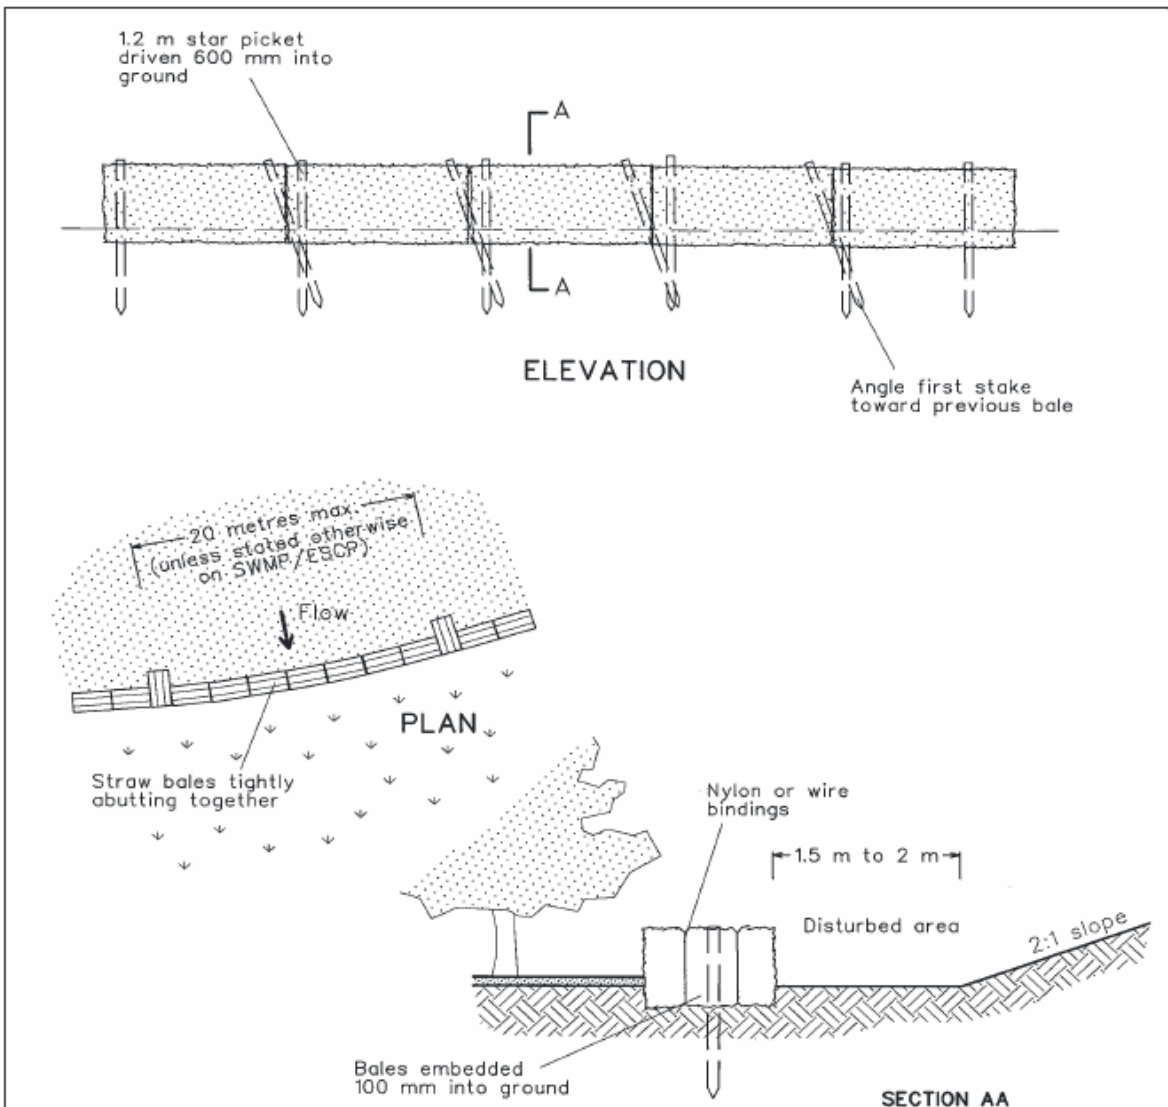 1.2 m star picket
driven 600 mm into
ground
A
A
ELEVATION
Angle first stake
toward previous bale
20 metres max.
(unless stated otherwise
on SWMP/ESCP)
Flow
PLAN
Straw bales tightly
abutting together
Nylon or wire
bindings
1.5 m to 2 m
Disturbed area
2:1 slope
Bales embedded
100 mm into ground
SECTION AA